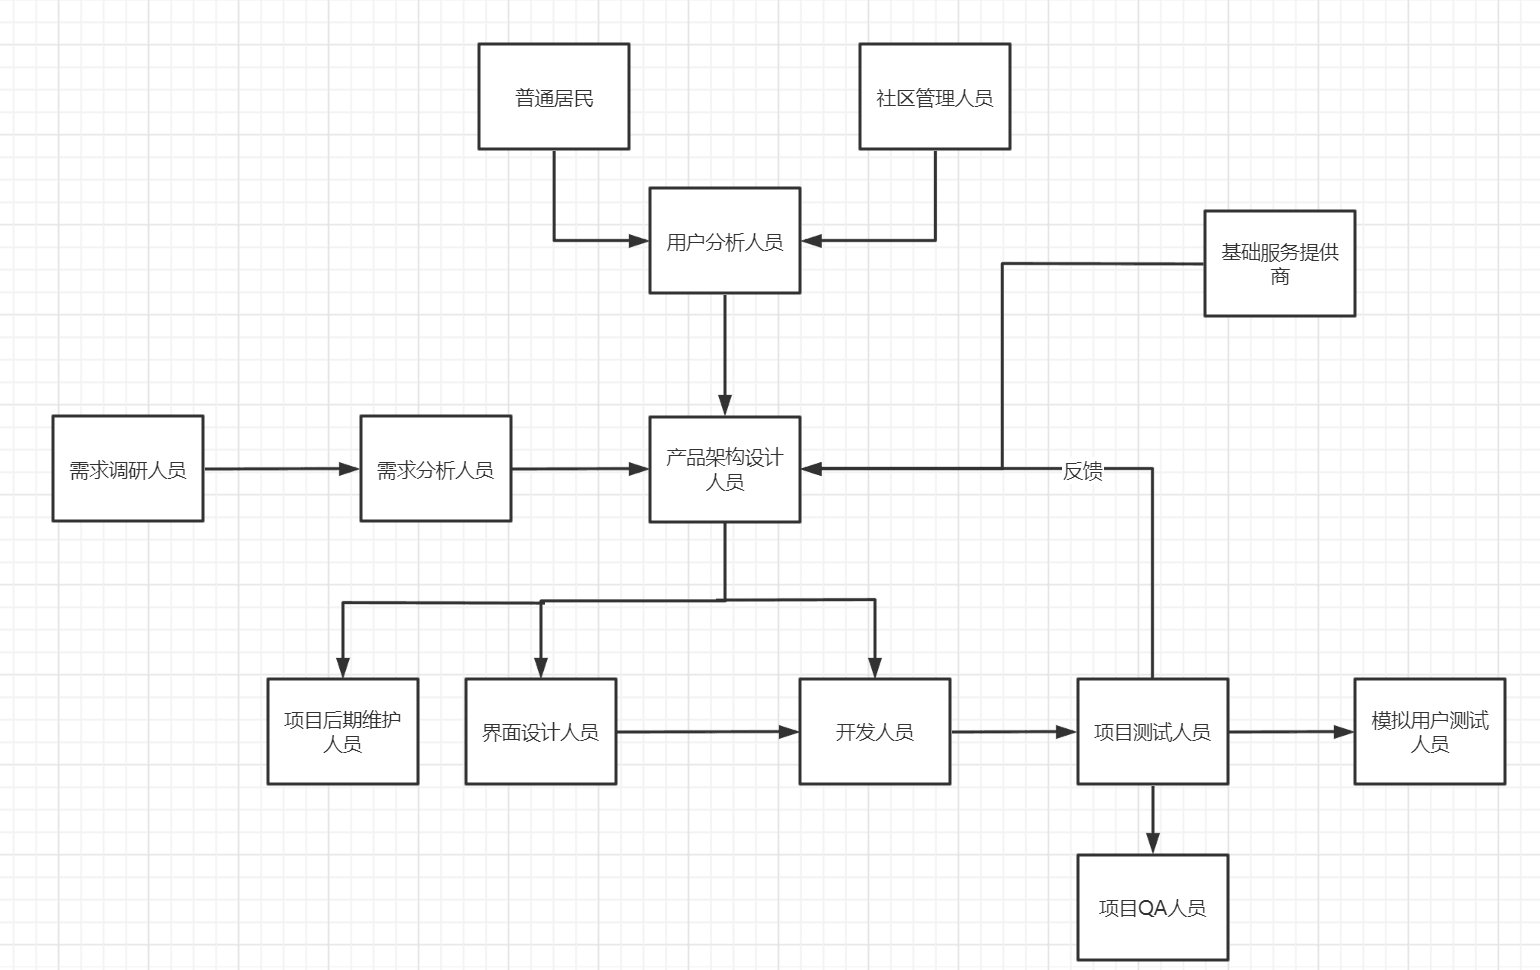 普通居民
社区管理人员
用户分析人员
基础服务提供
商
需求调研人员
需求分析人员
产品架构设计
人员
反馈
项目后期维护
人员
界面设计人员
开发人员
项目测试人员
模拟用户测试
人员
项目QA人员